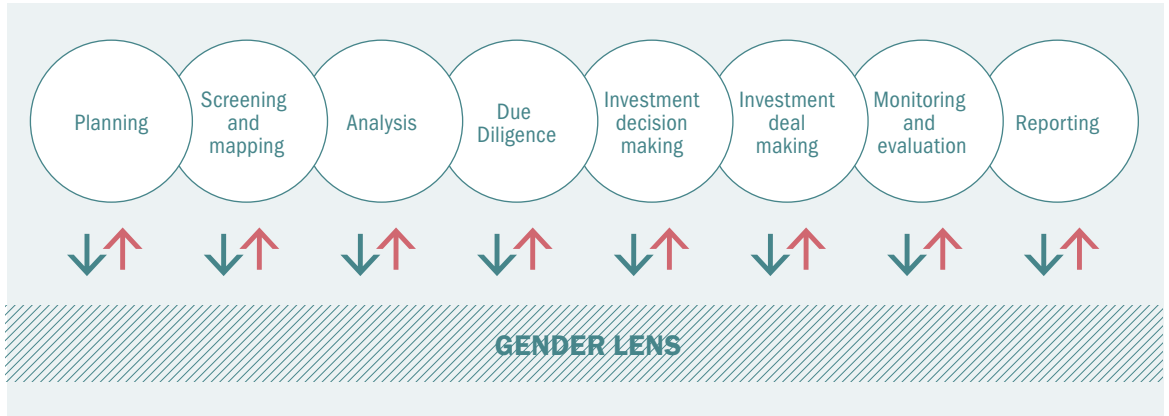 Planning
Screening
and
mapping
Analysis
Due
Diligence
Investment
decision
making
Investment
deal
making
Monitoring
and
evaluation
Reporting
GENDER LENS